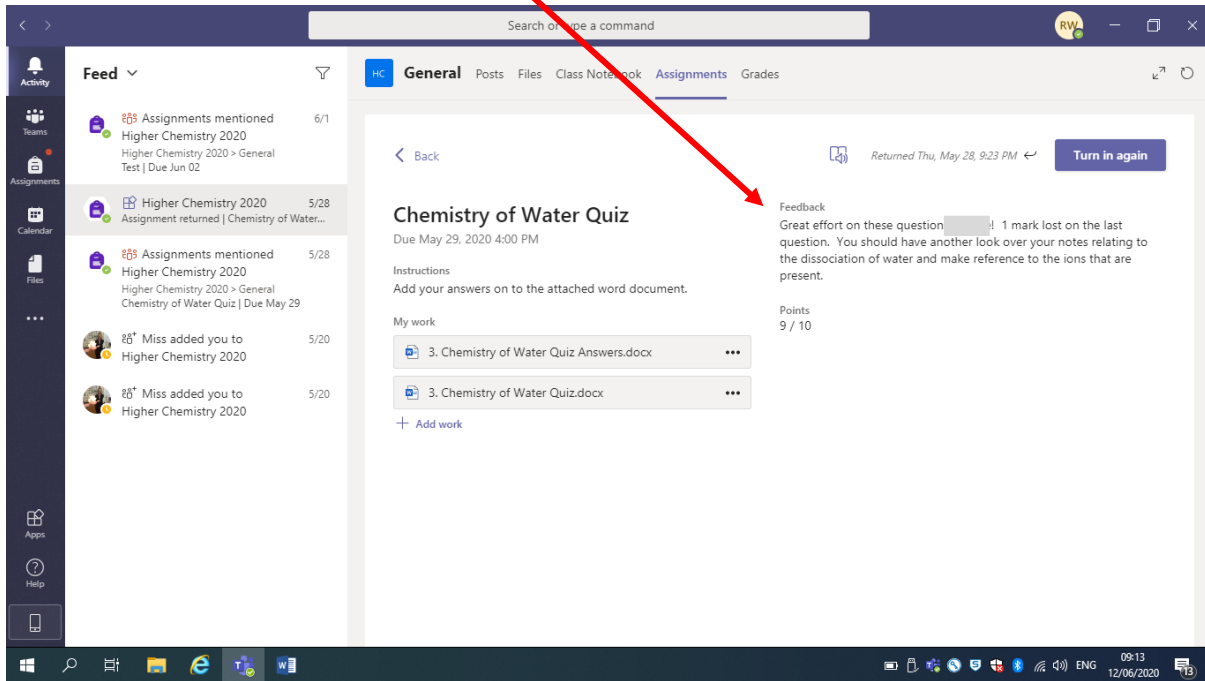 Search or type a command
RW
Activity
Teams
Assignments
Calendar
Files
Apps
Help
Feed
Assignments mentioned 6/1
Higher Chemistry 2020
Higher Chemistry 2020 > General
Test | Due Jun 02
Higher Chemistry 2020 5/28
Assignment returned | Chemistry of Water...
Assignments mentioned 5/28
Higher Chemistry 2020
Higher Chemistry 2020 > General
Chemistry of Water Quiz | Due May 29
Miss added you to 5/20
Higher Chemistry 2020
Miss added you to 5/20
Higher Chemistry 2020
HC General Posts Files Class Notebook Assignments Grades
Back
Returned Thu, May 28, 9:23 PM
Turn in again
Chemistry of Water Quiz
Due May 29, 2020 4:00 PM
Instructions
Add your answers on to the attached word document.
My work
3. Chemistry of Water Quiz Answers.docx
3. Chemistry of Water Quiz.docx
+ Add work
Feedback
Great effort on these question ! 1 mark lost on the last
question. You should have another look over your notes relating to
the dissociation of water and make reference to the ions that are
present.
Points
9 / 10
ENG
09:13
12/06/2020
13